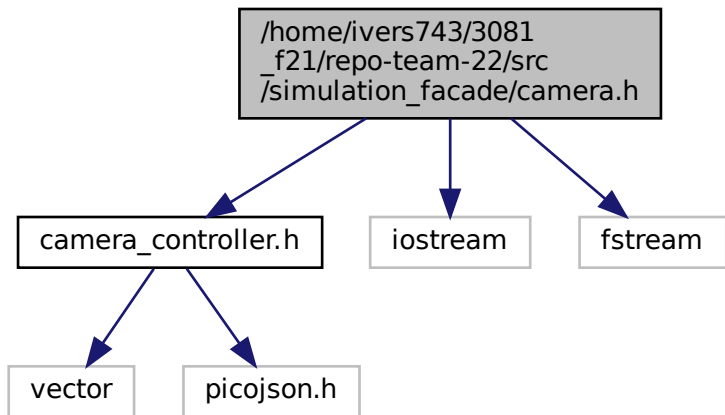 /home/ivers743/3081
_f21/repo-team-22/src
/simulation_facade/camera.h
camera_controller.h
iostream
fstream
vector
picojson.h